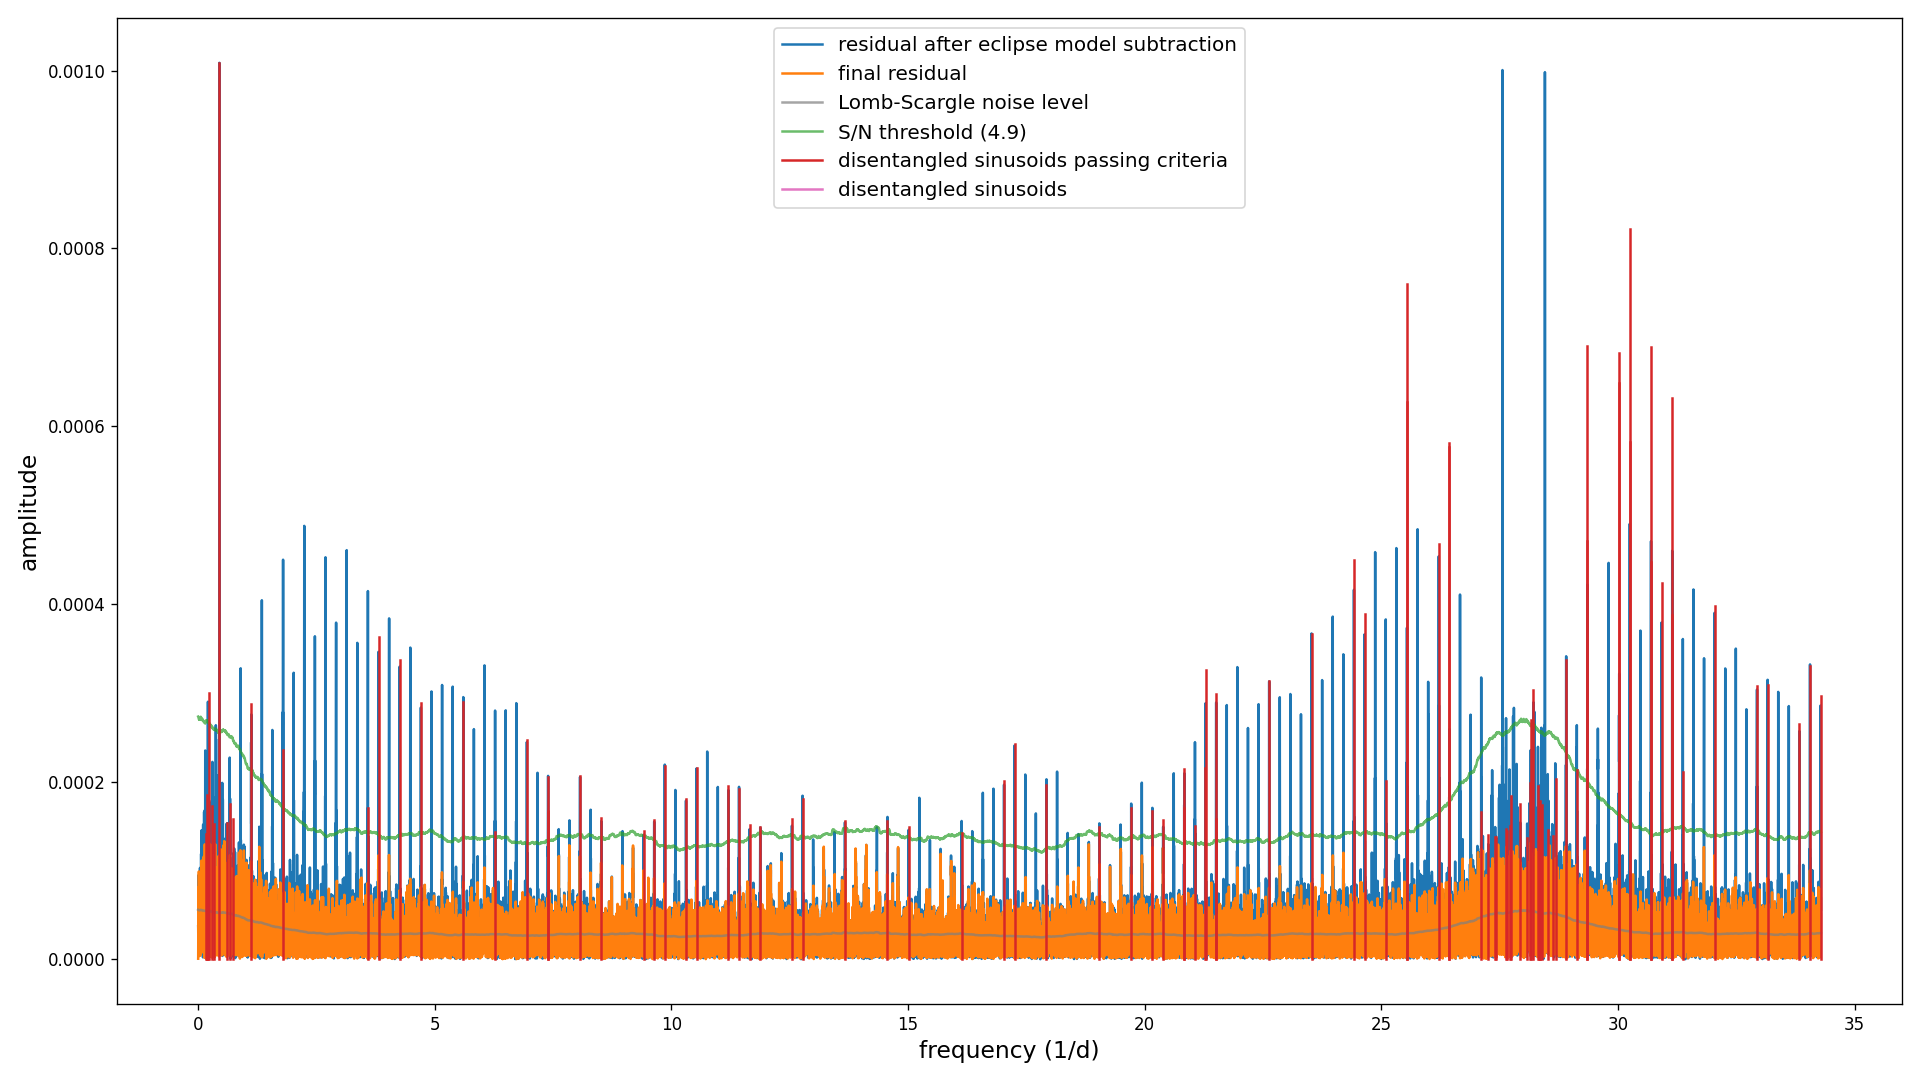 residual after eclipse model subtraction
final residual
Lomb-Scargle noise level
S/N threshold (4.9)
disentangled sinusoids passing criteria
disentangled sinusoids
amplitude
0.0010
0.0008
0.0006
0.0004
0.0002
0.0000
0 5 10 15 20 25 30 35
frequency (1/d)